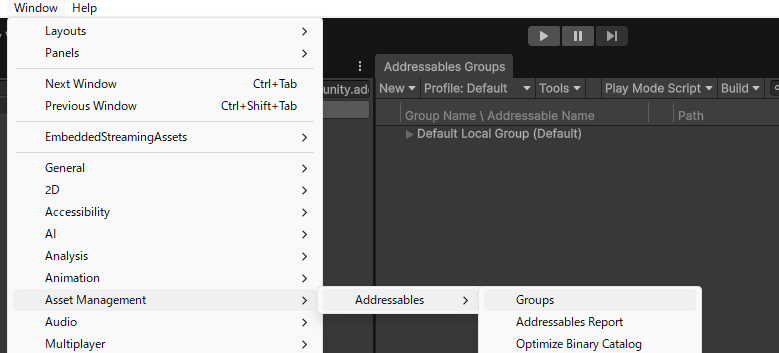 Window Help
Layouts
Panels
Next Window Ctrl+Tab
Previous Window Ctrl+Shift+Tab
EmbeddedStreamingAssets
General
2D
Accessibility
AI
Analysis
Animation
Asset Management
Audio
Multiplayer
Addressables
Groups
Addressables Report
Optimize Binary Catalog
unity.add
Addressables Groups
New Profile: Default Tools Play Mode Script Build
Group Name \ Addressable Name Path
Default Local Group (Default)